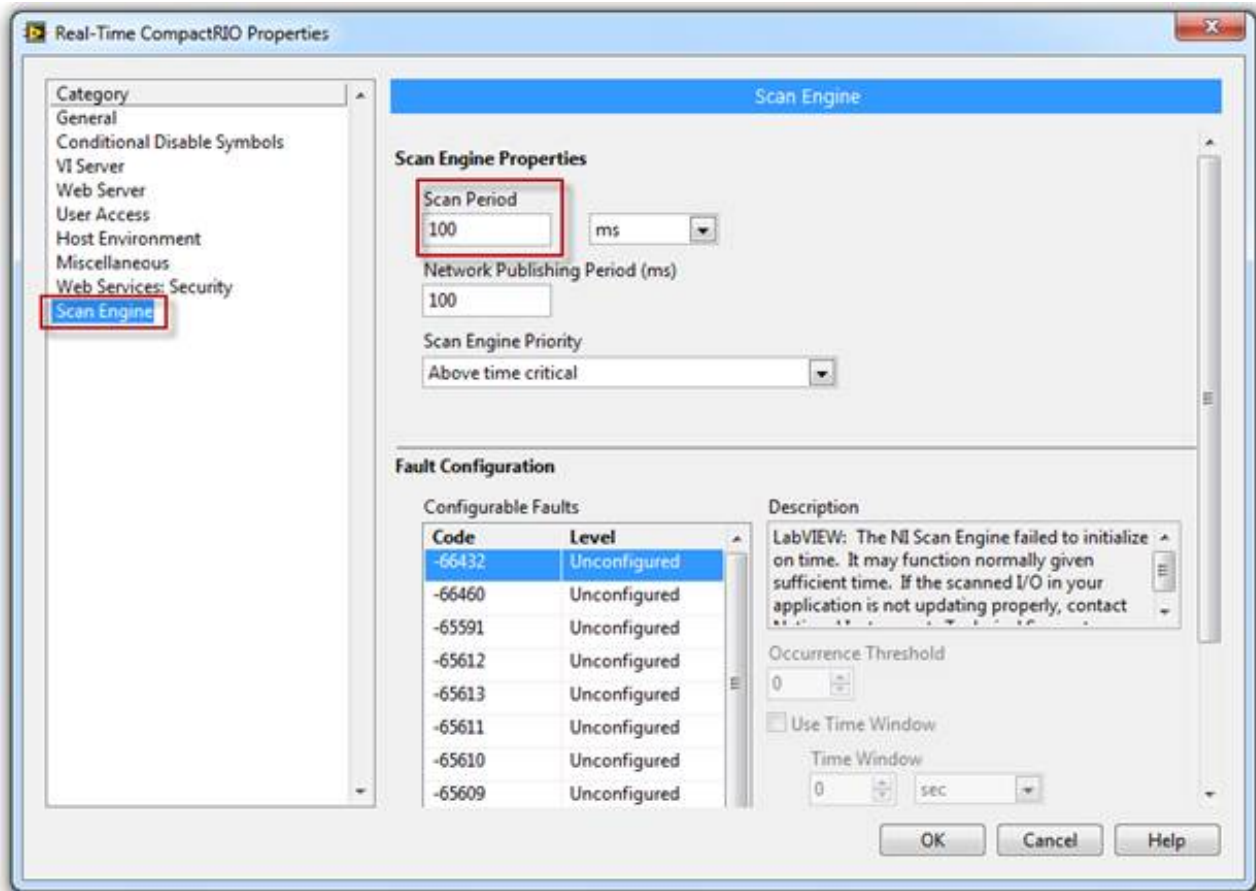 Real-Time CompactRIO Properties
Category
General
Conditional Disable Symbols
VI Server
Web Server
User Access
Host Environment
Miscellaneous
Web Services: Security
Scan Engine
Scan Engine
Scan Engine Properties
Scan Period
100 ms
Network Publishing Period (ms)
100
Scan Engine Priority
Above time critical
Fault Configuration
Configurable Faults
Code Level
-66432 Unconfigured
-66460 Unconfigured
-65591 Unconfigured
-65612 Unconfigured
-65613 Unconfigured
-65611 Unconfigured
-65610 Unconfigured
-65609 Unconfigured
Description
LabVIEW: The NI Scan Engine failed to initialize
on time. It may function normally given
sufficient time. If the scanned I/O in your
application is not updating properly, contact
Occurrence Threshold
0
Use Time Window
Time Window
0 sec
OK Cancel Help